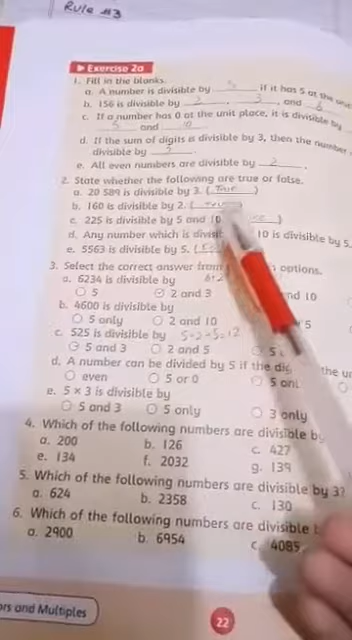 Rule #3
Exercise 2a
1. Fill in the blanks.
a. A number is divisible by 5 if it has 5 at the
b. 156 is divisible by 2, 3, and 6
c. If a number has 0 at the unit place, it is divisible by
5 and 10
d. If the sum of digits is divisible by 3, then the number
divisible by 3
e. All even numbers are divisible by 2.
2. State whether the following are true or false.
a. 20 589 is divisible by 3. (True)
b. 160 is divisible by 2. (True)
c. 225 is divisible by 5 and 10
d. Any number which is 10 is divisible by 5.
e. 5563 is divisible by 5. (
3. Select the correct answer from options.
a. 6234 is divisible by
5 2 and 3 10
b. 4600 is divisible by
5 only 2 and 10 5
c. 525 is divisible by 5+2+5=12
5 and 3 2 and 5
d. A number can be divided by 5 if the the
even 5 or 0
e. 5 × 3 is divisible by
5 and 3 5 only 3 only
4. Which of the following numbers are divisible by
a. 200 b. 126 c. 427
e. 134 f. 2032 g. 139
5. Which of the following numbers are divisible by 3?
a. 624 b. 2358 c. 130
6. Which of the following numbers are divisible
a. 2900 b. 6954 c. 4085
and Multiples
22